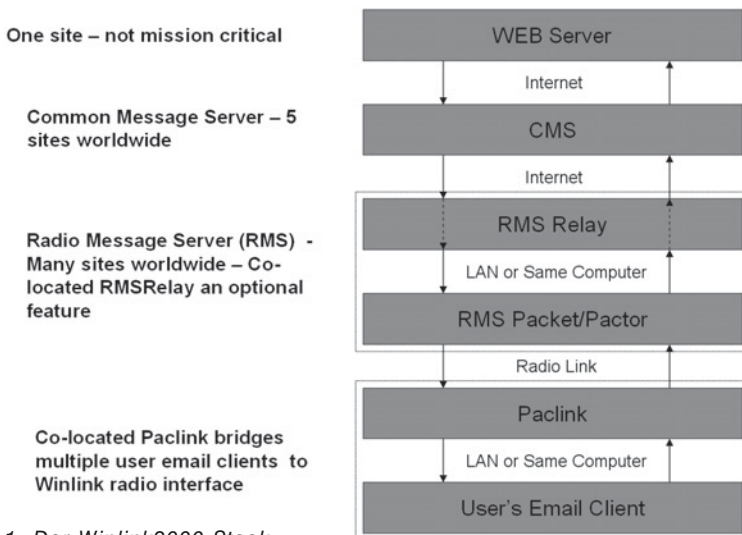 One site – not mission critical
WEB Server
Internet
Common Message Server – 5
sites worldwide
CMS
Internet
Radio Message Server (RMS) -
Many sites worldwide – Co-
located RMSRelay an optional
feature
RMS Relay
LAN or Same Computer
RMS Packet/Pactor
Radio Link
Co-located Paclink bridges
multiple user email clients to
Winlink radio interface
Paclink
LAN or Same Computer
User's Email Client